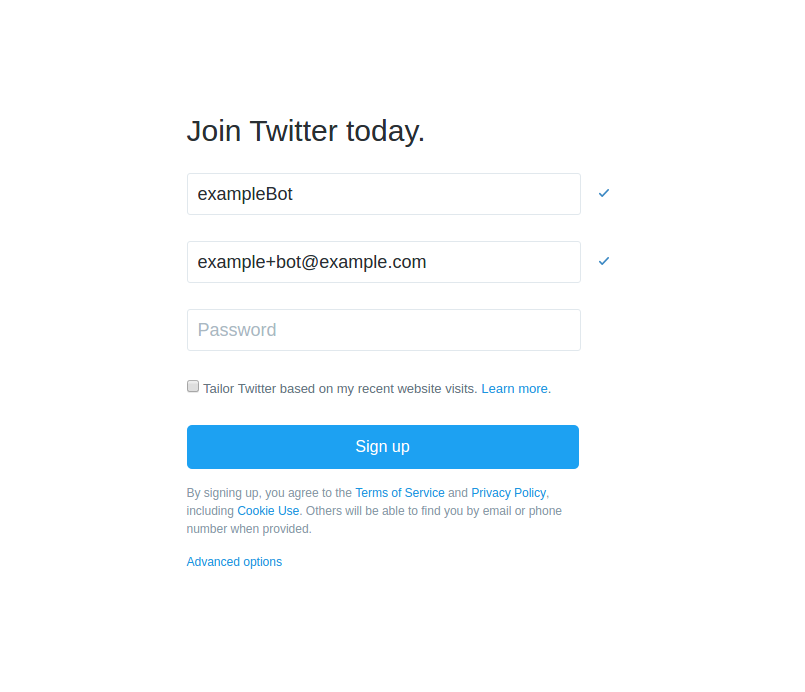 Join Twitter today.
exampleBot
example+bot@example.com
Password
Tailor Twitter based on my recent website visits. Learn more.
Sign up
By signing up, you agree to the Terms of Service and Privacy Policy,
including Cookie Use. Others will be able to find you by email or phone
number when provided.
Advanced options